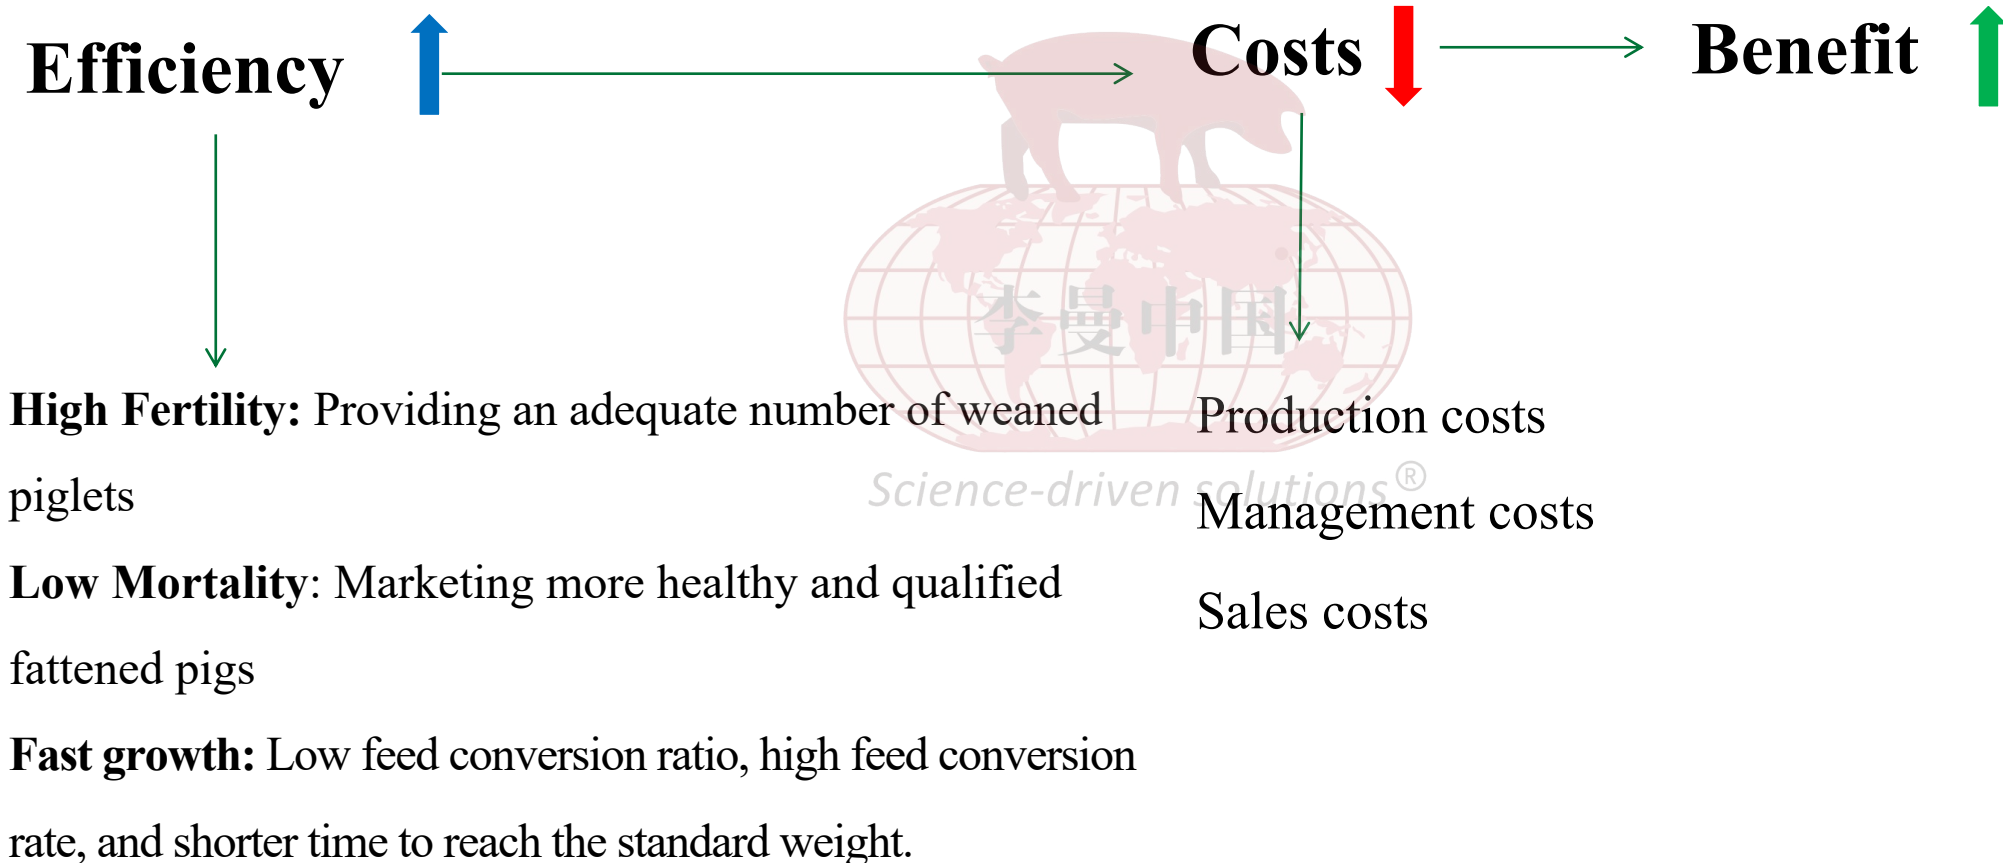 Efficiency
Costs
Benefit
李曼中国
Science-driven solutions®
High Fertility: Providing an adequate number of weaned
piglets
Low Mortality: Marketing more healthy and qualified
fattened pigs
Fast growth: Low feed conversion ratio, high feed conversion
rate, and shorter time to reach the standard weight.
Production costs
Management costs
Sales costs